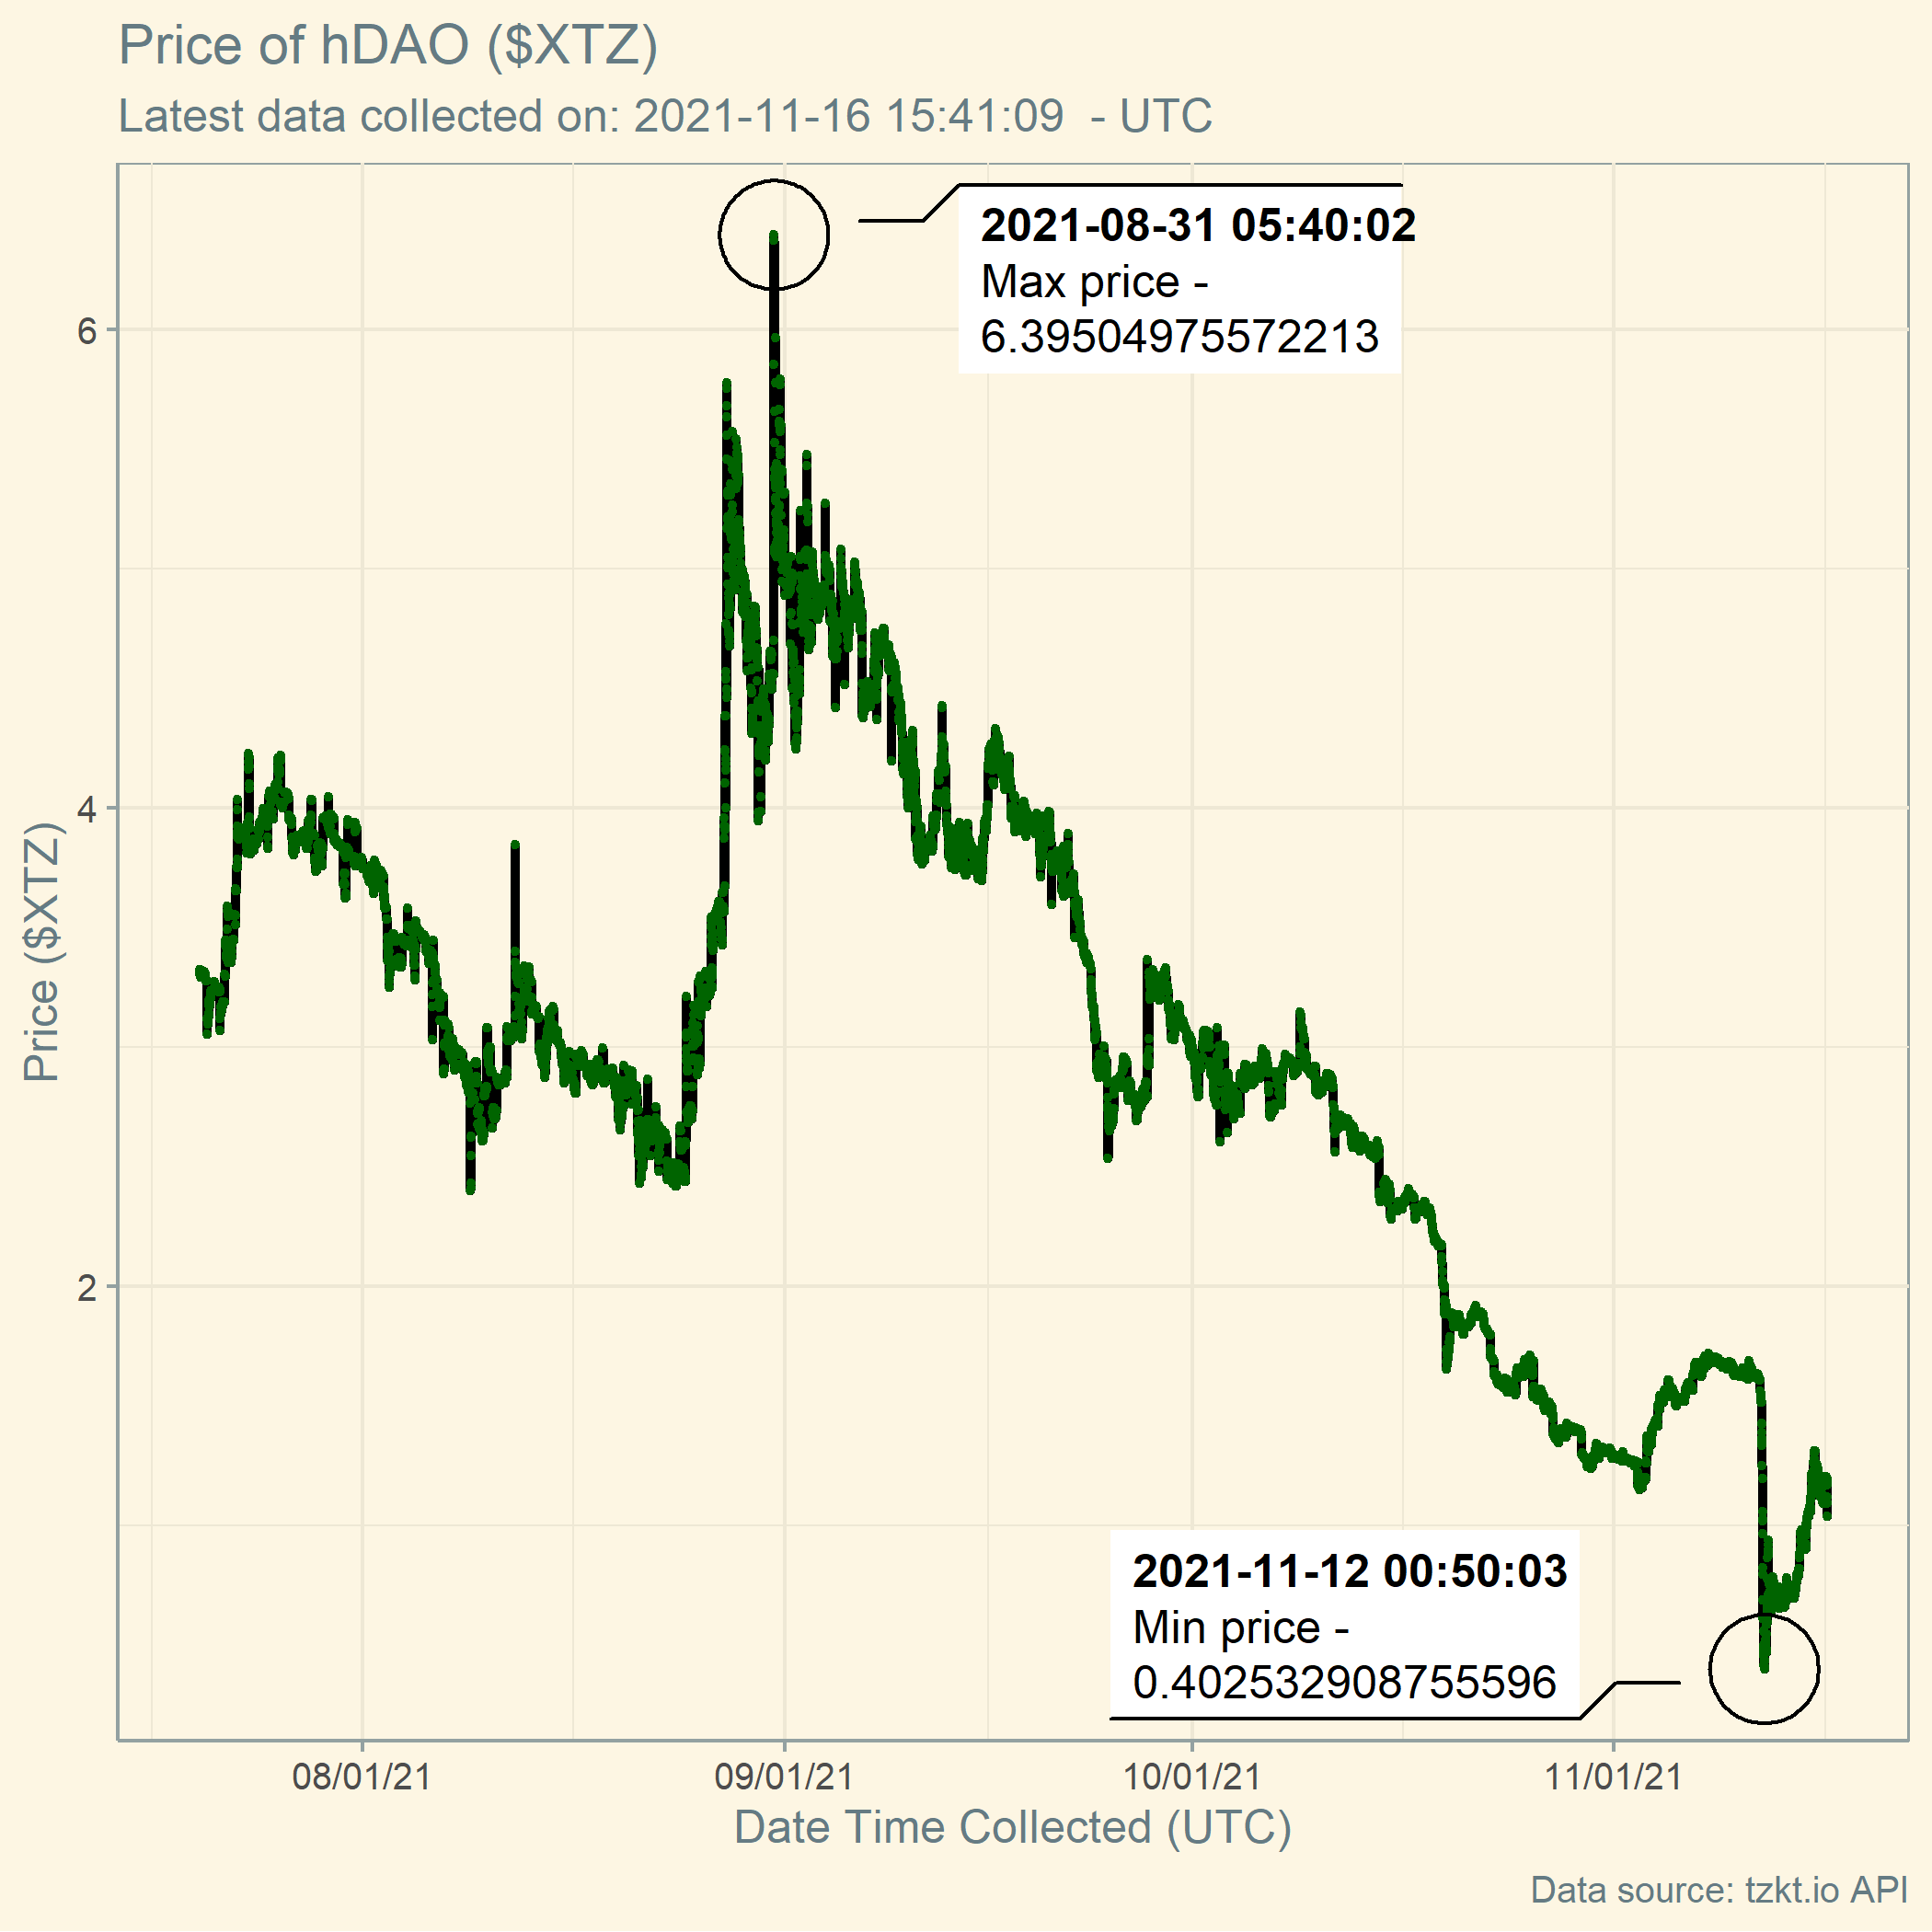 Price of hDAO ($XTZ)
Latest data collected on: 2021-11-16 15:41:09  - UTC
2021-08-31 05:40:02
Max price -
6.39504975572213
6
4
2
Price ($XTZ)
2021-11-12 00:50:03
Min price -
0.402532908755596
08/01/21
09/01/21
10/01/21
11/01/21
Date Time Collected (UTC)
Data source: tzkt.io API